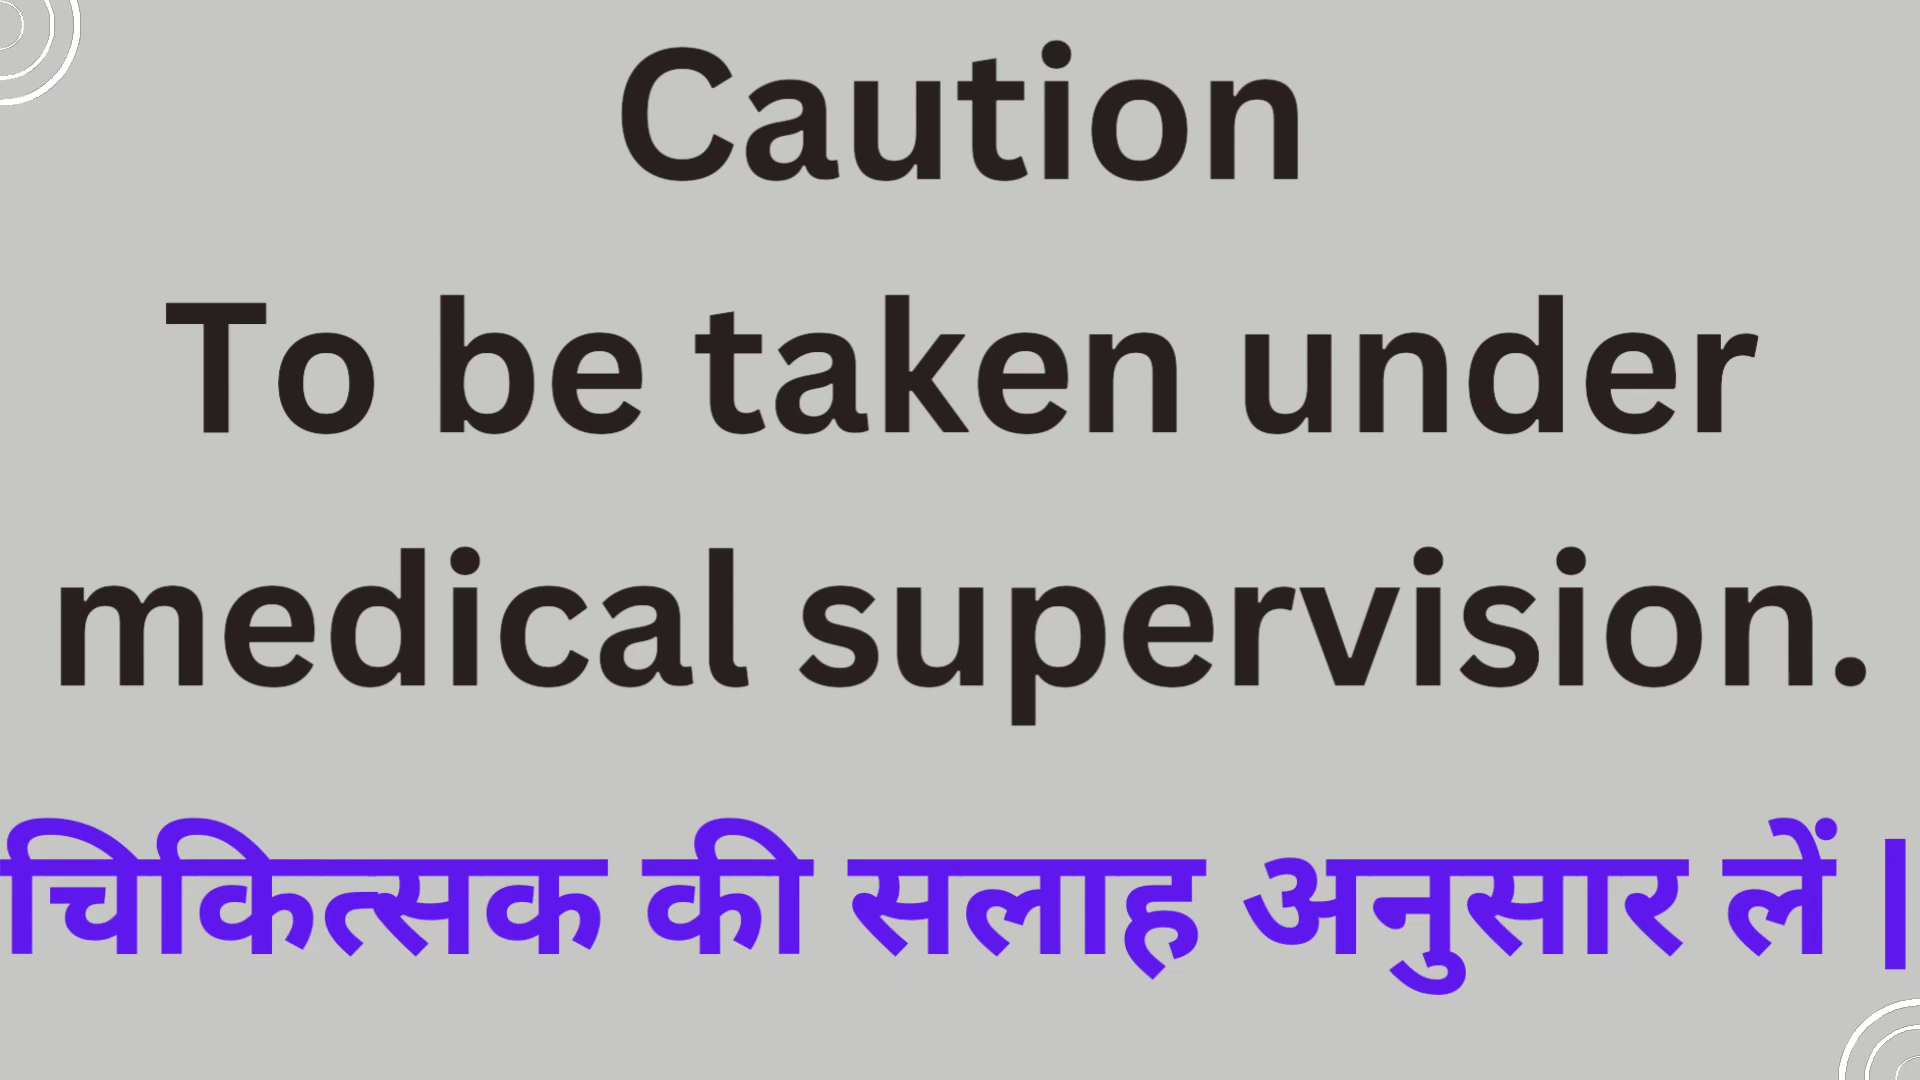 Caution
To be taken under
medical supervision.
चिकित्सक की सलाह अनुसार लें |